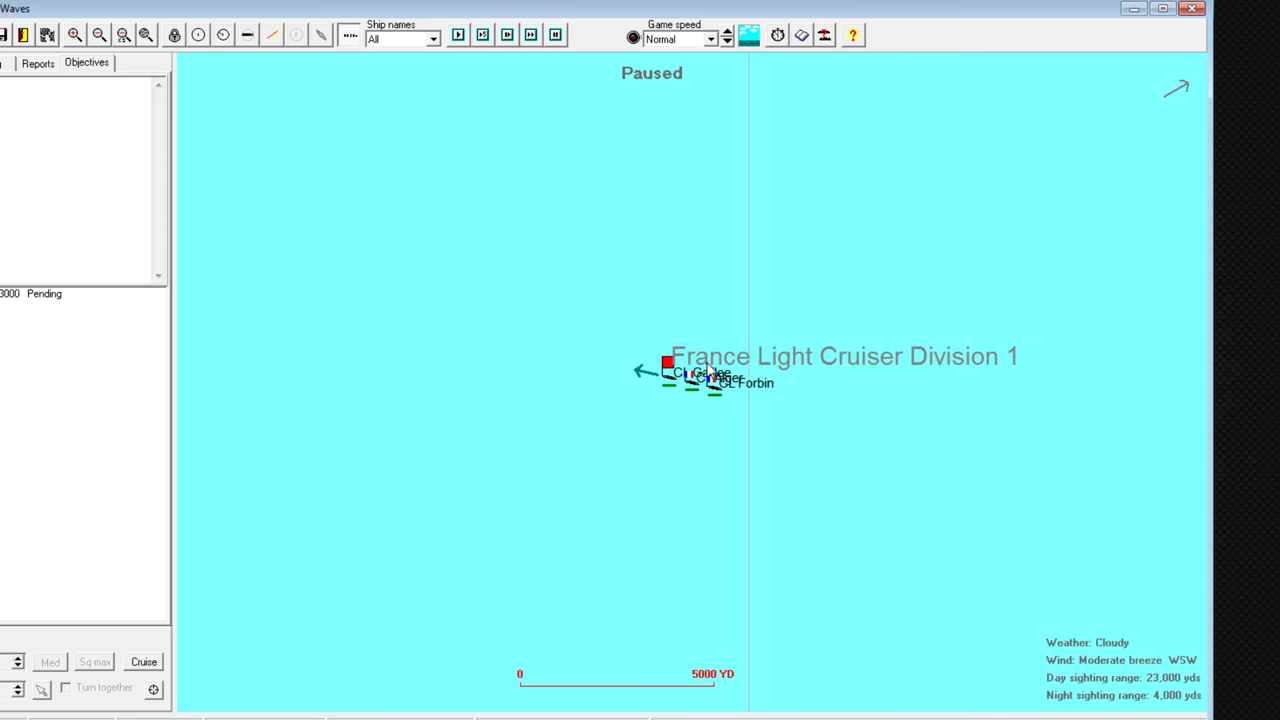 Waves
Ship names
All
Game speed
Normal
?
Reports
Objectives
Paused
3000 Pending
France Light Cruiser Division 1
CL Forbin
Med
Sq max
Cruise
Turn together
0
5000 YD
Weather: Cloudy
Wind: Moderate breeze WSW
Day sighting range: 23,000 yds
Night sighting range: 4,000 yds